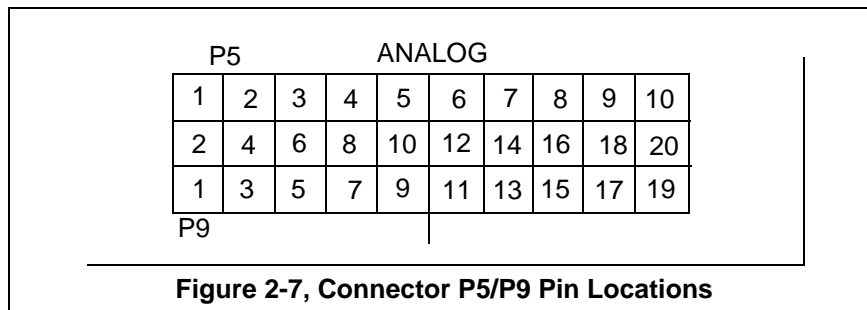 P5 ANALOG
1 2 3 4 5 6 7 8 9 10
2 4 6 8 10 12 14 16 18 20
1 3 5 7 9 11 13 15 17 19
P9
Figure 2-7, Connector P5/P9 Pin Locations